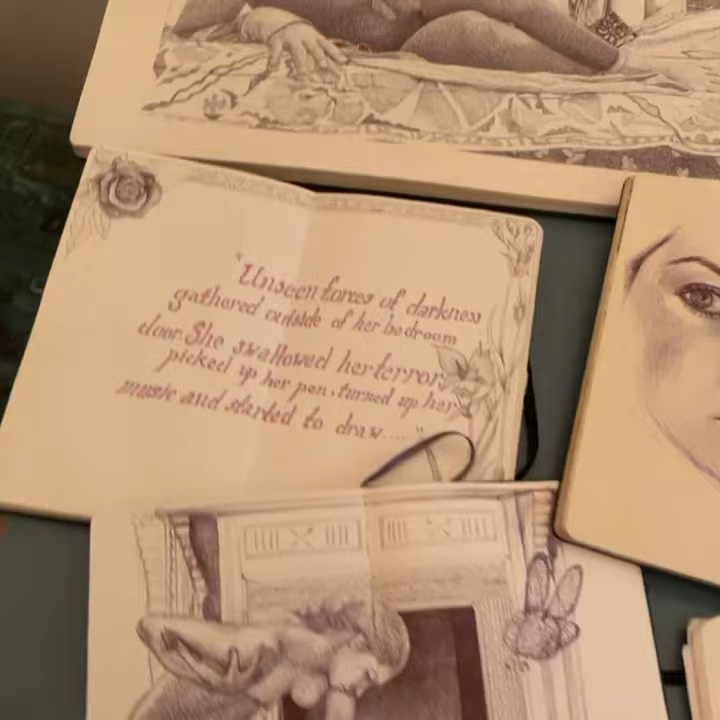 "Unseen forces of darkness
gathered outside of her bedroom
door. She swallowed her terror,
picked up her pen, turned up her
music and started to draw...."